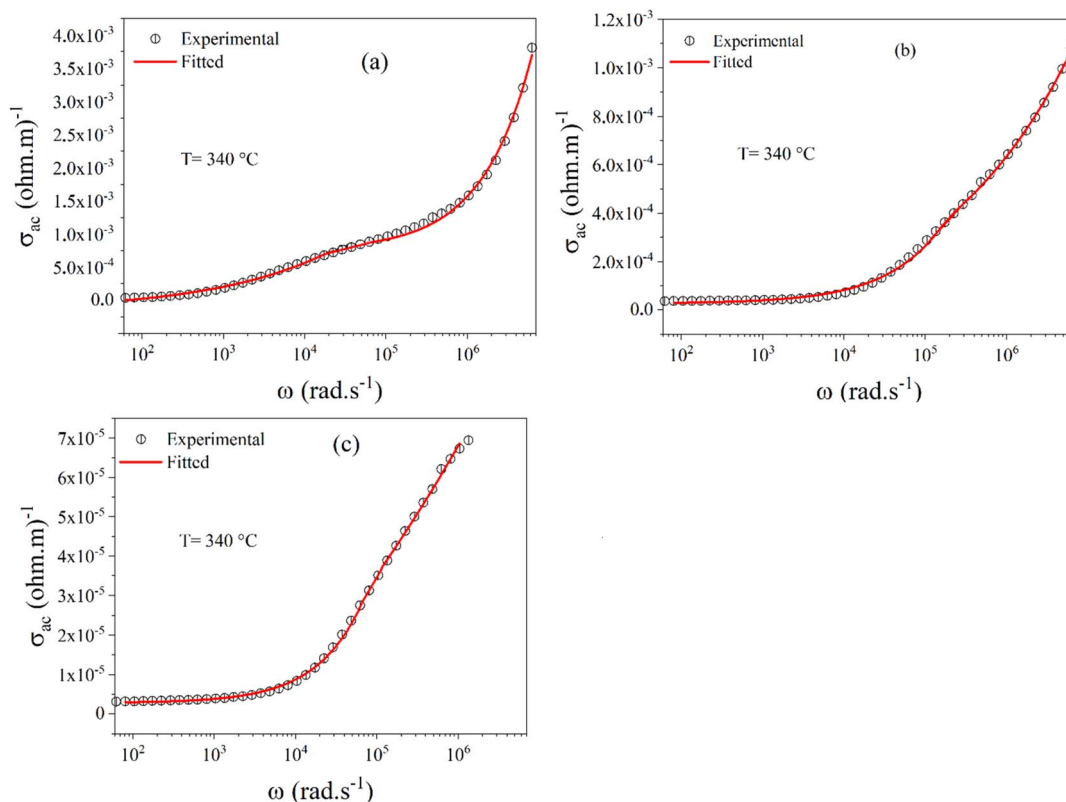 4.0x10⁻³
3.5x10⁻³
3.0x10⁻³
2.5x10⁻³
2.0x10⁻³
1.5x10⁻³
1.0x10⁻³
5.0x10⁻⁴
0.0
σac (ohm.m)⁻¹
Experimental
Fitted
(a)
T= 340 °C
10² 10³ 10⁴ 10⁵ 10⁶
ω (rad.s⁻¹)
1.2x10⁻³
1.0x10⁻³
8.0x10⁻⁴
6.0x10⁻⁴
4.0x10⁻⁴
2.0x10⁻⁴
0.0
σac (ohm.m)⁻¹
Experimental
Fitted
(b)
T= 340 °C
10² 10³ 10⁴ 10⁵ 10⁶
ω (rad.s⁻¹)
7x10⁻⁵
6x10⁻⁵
5x10⁻⁵
4x10⁻⁵
3x10⁻⁵
2x10⁻⁵
1x10⁻⁵
0
σac (ohm.m)⁻¹
Experimental
Fitted
(c)
T= 340 °C
10² 10³ 10⁴ 10⁵ 10⁶
ω (rad.s⁻¹)